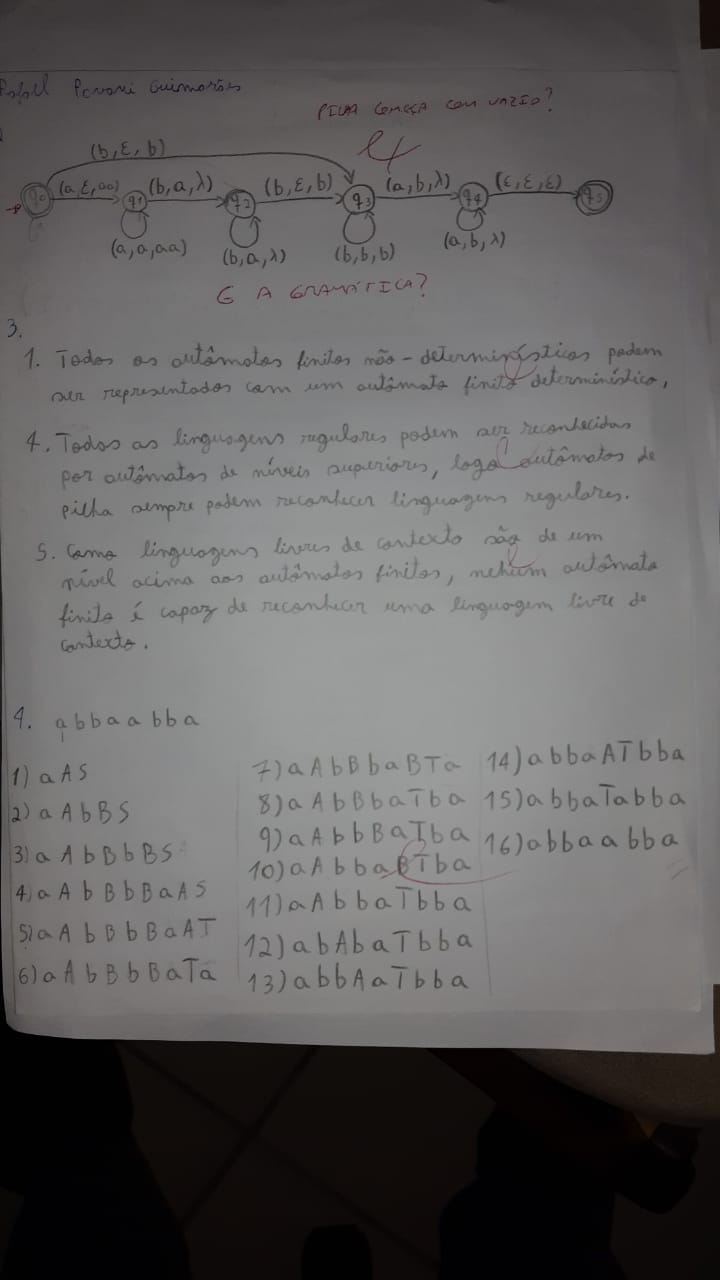 Rafael Povani Guimarães
PILHA COMEÇA COM VAZIO?
(b, ε, b)
(a, ε, aa) (b, a, λ) (b, ε, b) (a, b, λ) (ε, ε, ε)
q0 q1 q2 q3 q4 q5
(a, a, aa) (b, a, λ) (b, b, b) (a, b, λ)
E A GRAMÁTICA?
3.
1. Todos os autômatos finitos não-determinísticos podem
ser representados com um autômato finito determinístico,
4. Todas as linguagens regulares podem ser reconhecidas
por autômatos de níveis superiores, logo autômatos de
pilha sempre podem reconhecer linguagens regulares.
5. Como linguagens livres de contexto são de um
nível acima aos autômatos finitos, nenhum autômato
finito é capaz de reconhecer uma linguagem livre de
contexto.
4. abbaabba
1) aAS
2) aAbBS
3) aAbBbBS
4) aAbBbBaAS
5) aAbBbBaAT
6) aAbBbBaTa
7) aAbBbaBTa
8) aAbBbaTba
9) aAbbBaTba
10) aAbbaBTba
11) aAbbaTbba
12) abAbaTbba
13) abbAaTbba
14) abbaATbba
15) abbaTabba
16) abbaabba